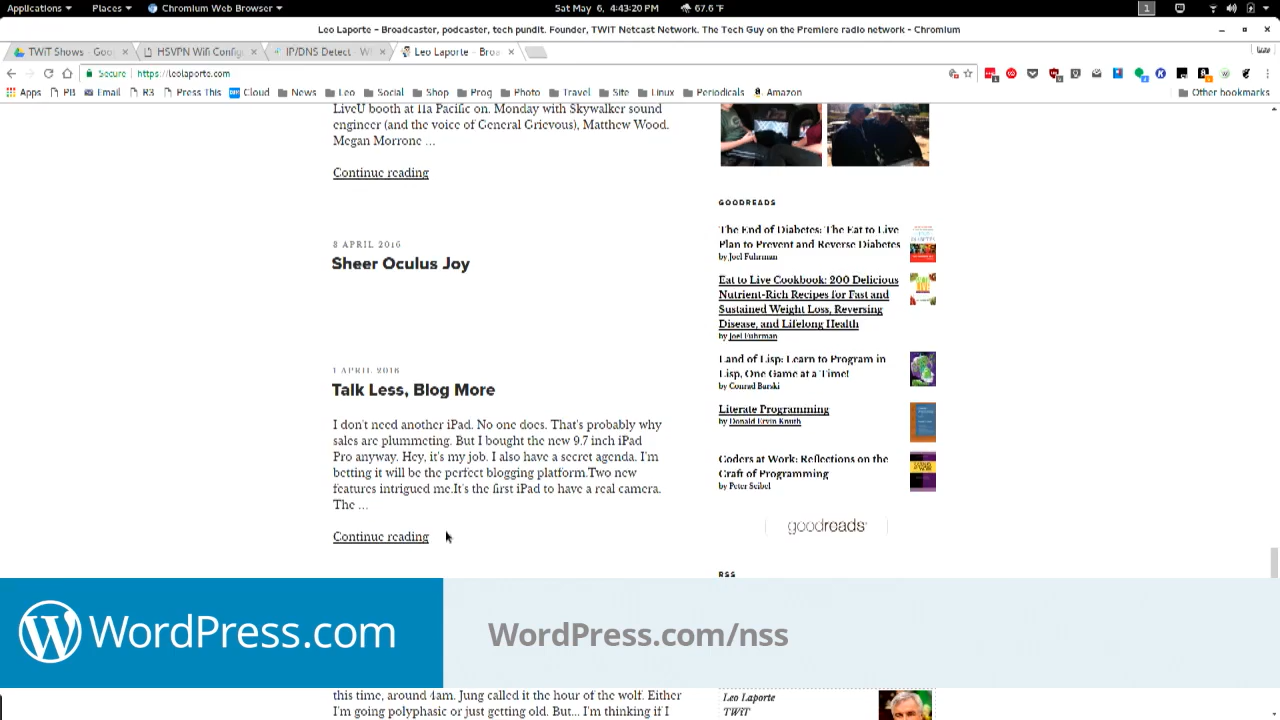 Applications Places Chromium Web Browser Sat May 6, 4:43:20 PM 67.6 °F 1
Leo Laporte – Broadcaster, podcaster, tech pundit. Founder, TWiT Netcast Network. The Tech Guy on the Premiere radio network - Chromium
TWiT Shows - Goo HSVPN Wifi Config IP/DNS Detect - W Leo Laporte – Broa
Secure https://leolaporte.com
Apps PB Email R3 Press This Cloud News Leo Social Shop Prog Photo Travel Site Linux Periodicals Amazon Other bookmarks
LiveU booth at 11a Pacific on. Monday with Skywalker sound
engineer (and the voice of General Grievous), Matthew Wood.
Megan Morrone …
Continue reading
3 APRIL 2016
Sheer Oculus Joy
1 APRIL 2016
Talk Less, Blog More
I don't need another iPad. No one does. That's probably why
sales are plummeting. But I bought the new 9.7 inch iPad
Pro anyway. Hey, it's my job. I also have a secret agenda. I'm
betting it will be the perfect blogging platform.Two new
features intrigued me.It's the first iPad to have a real camera.
The …
Continue reading
GOODREADS
The End of Diabetes: The Eat to Live
Plan to Prevent and Reverse Diabetes
by Joel Fuhrman
Eat to Live Cookbook: 200 Delicious
Nutrient-Rich Recipes for Fast and
Sustained Weight Loss, Reversing
Disease, and Lifelong Health
by Joel Fuhrman
Land of Lisp: Learn to Program in
Lisp, One Game at a Time!
by Conrad Barski
Literate Programming
by Donald Ervin Knuth
Coders at Work: Reflections on the
Craft of Programming
by Peter Seibel
goodreads
RSS
WordPress.com
WordPress.com/nss
this time, around 4am. Jung called it the hour of the wolf. Either
I'm going polyphasic or just getting old. But... I'm thinking if I
Leo Laporte
TWiT